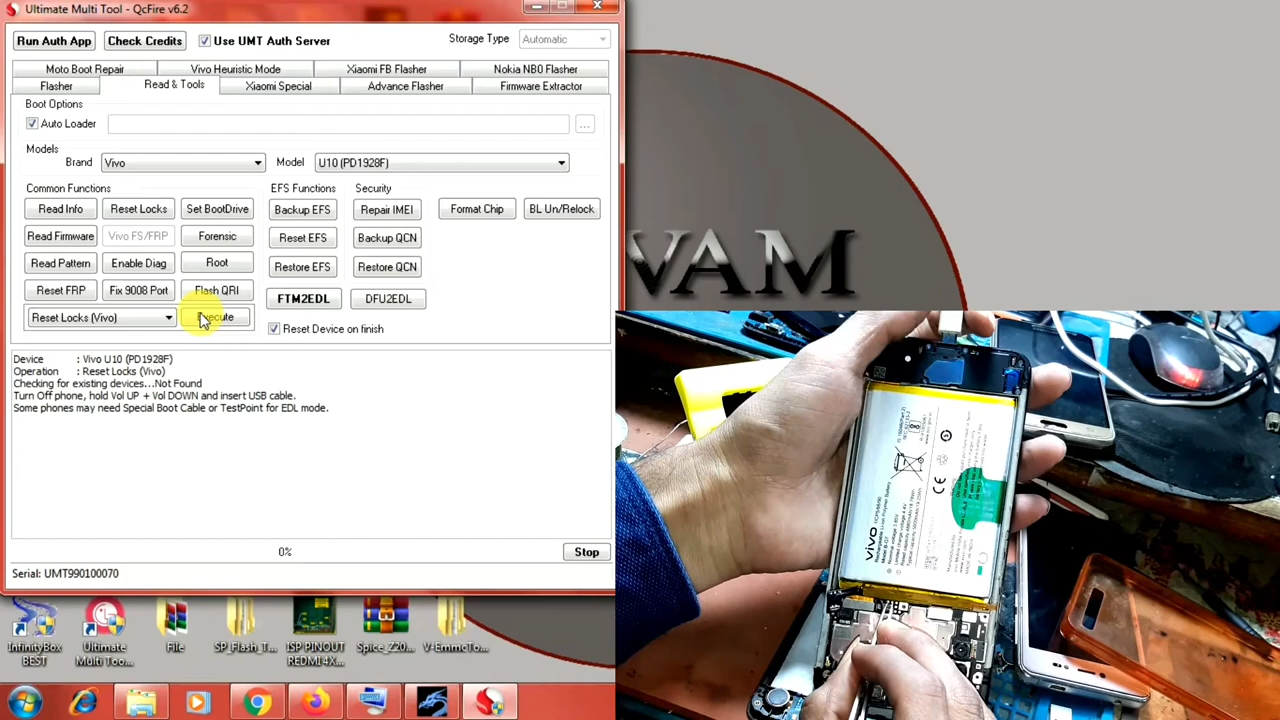 Ultimate Multi Tool - QcFire v6.2
Run Auth App
Check Credits
Use UMT Auth Server
Storage Type
Automatic
Moto Boot Repair
Vivo Heuristic Mode
Xiaomi FB Flasher
Nokia NB0 Flasher
Flasher
Read & Tools
Xiaomi Special
Advance Flasher
Firmware Extractor
Boot Options
Auto Loader
...
Models
Brand
Vivo
Model
U10 (PD1928F)
Common Functions
EFS Functions
Security
Read Info
Reset Locks
Set BootDrive
Backup EFS
Repair IMEI
Format Chip
BL Un/Relock
Read Firmware
Vivo FS/FRP
Forensic
Reset EFS
Backup QCN
Read Pattern
Enable Diag
Root
Restore EFS
Restore QCN
Reset FRP
Fix 9008 Port
Flash QRI
FTM2EDL
DFU2EDL
Reset Locks (Vivo)
Execute
Reset Device on finish
Device : Vivo U10 (PD1928F)
Operation : Reset Locks (Vivo)
Checking for existing devices...Not Found
Turn Off phone, hold Vol UP + Vol DOWN and insert USB cable.
Some phones may need Special Boot Cable or TestPoint for EDL mode.
0%
Stop
Serial: UMT990100070
VAM
InfinityBox
BEST
Ultimate
Multi Too...
File
SP_Flash_T...
ISP PINOUT
REDMI 4X...
Spice_Z20...
V-EmmcTo...
vivo
CE